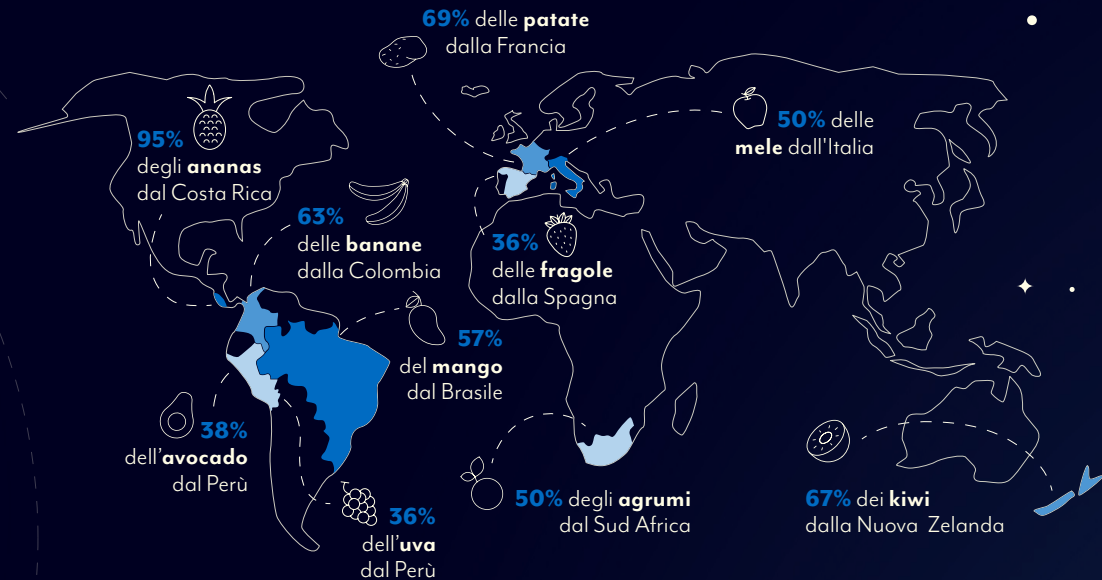 69% delle patate
dalla Francia
95%
degli ananas
dal Costa Rica
50% delle
mele dall'Italia
63%
delle banane
dalla Colombia
36%
delle fragole
dalla Spagna
57%
del mango
dal Brasile
38%
dell'avocado
dal Perù
50% degli agrumi
dal Sud Africa
67% dei kiwi
dalla Nuova Zelanda
36%
dell'uva
dal Perù